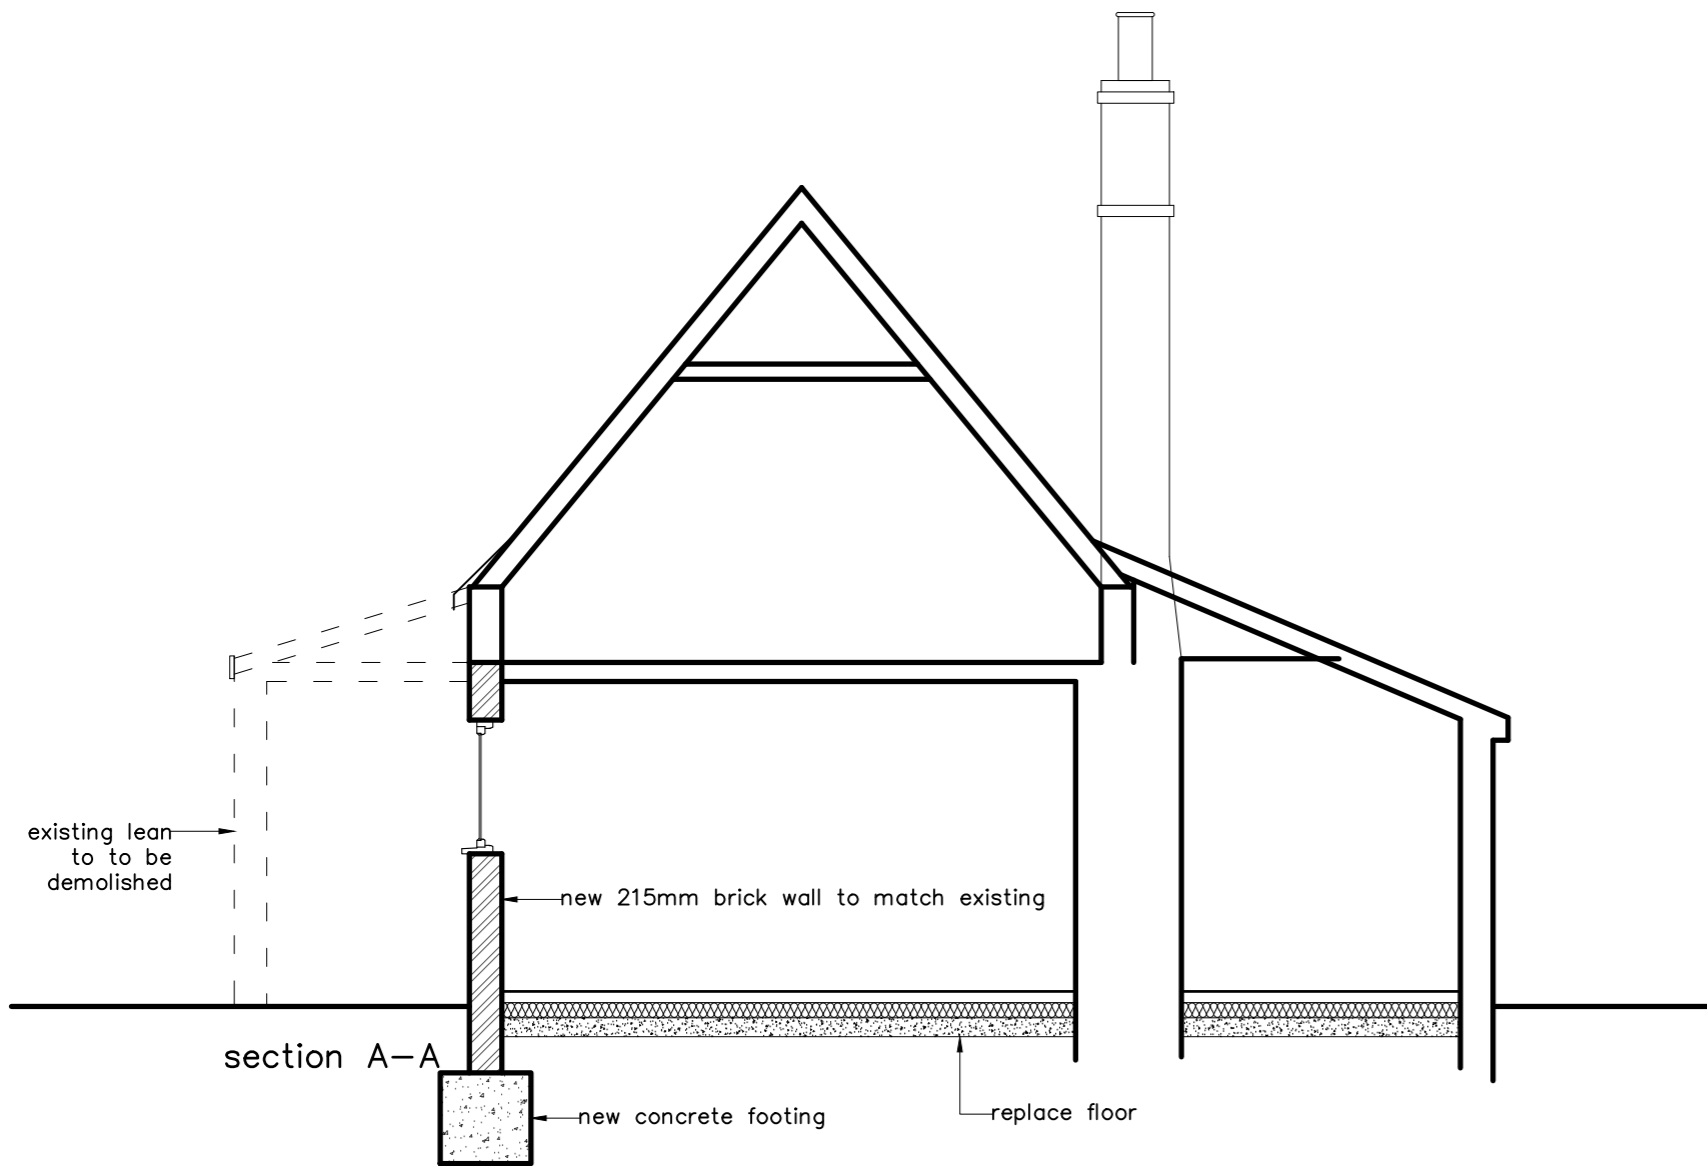 existing lean
to to be
demolished
new 215mm brick wall to match existing
section A-A
new concrete footing
replace floor